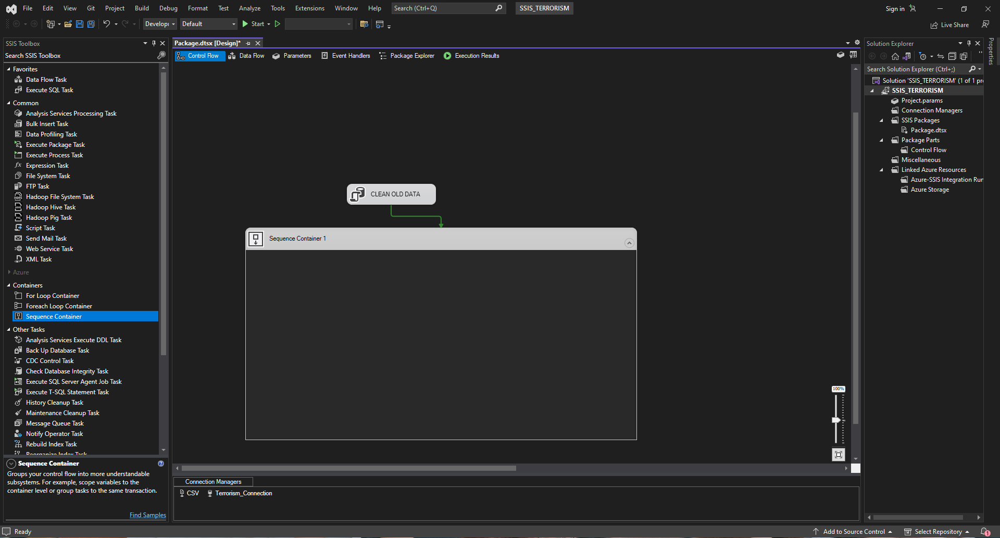 File Edit View Git Project Build Debug Format Test Analyze Tools Extensions Window Help Search (Ctrl+Q) SSIS_TERRORISM Sign in
Default Start Live Share
SSIS Toolbox
Search SSIS Toolbox
Favorites
Data Flow Task
Execute SQL Task
Common
Analysis Services Processing Task
Bulk Insert Task
Data Profiling Task
Execute Package Task
Execute Process Task
Expression Task
File System Task
FTP Task
Hadoop File System Task
Hadoop Hive Task
Hadoop Pig Task
Script Task
Send Mail Task
Web Service Task
XML Task
Azure
Containers
For Loop Container
Foreach Loop Container
Sequence Container
Other Tasks
Analysis Services Execute DDL Task
Back Up Database Task
CDC Control Task
Check Database Integrity Task
Execute SQL Server Agent Job Task
Execute T-SQL Statement Task
History Cleanup Task
Maintenance Cleanup Task
Message Queue Task
Notify Operator Task
Rebuild Index Task
Reorganize Index Task
Sequence Container
Groups your control flow into more understandable
subsystems. For example, scope variables to the
container level or group tasks to the same transaction.
Find Samples
Package.dtsx [Design]*
Control Flow Data Flow Parameters Event Handlers Package Explorer Execution Results
CLEAN OLD DATA
Sequence Container 1
100%
Connection Managers
CSV Terrorism_Connection
Solution Explorer
Search Solution Explorer (Ctrl+;)
Solution 'SSIS_TERRORISM' (1 of 1 pr
SSIS_TERRORISM
Project.params
Connection Managers
SSIS Packages
Package.dtsx
Package Parts
Control Flow
Miscellaneous
Linked Azure Resources
Azure-SSIS Integration Run
Azure Storage
Properties
Ready Add to Source Control Select Repository 1